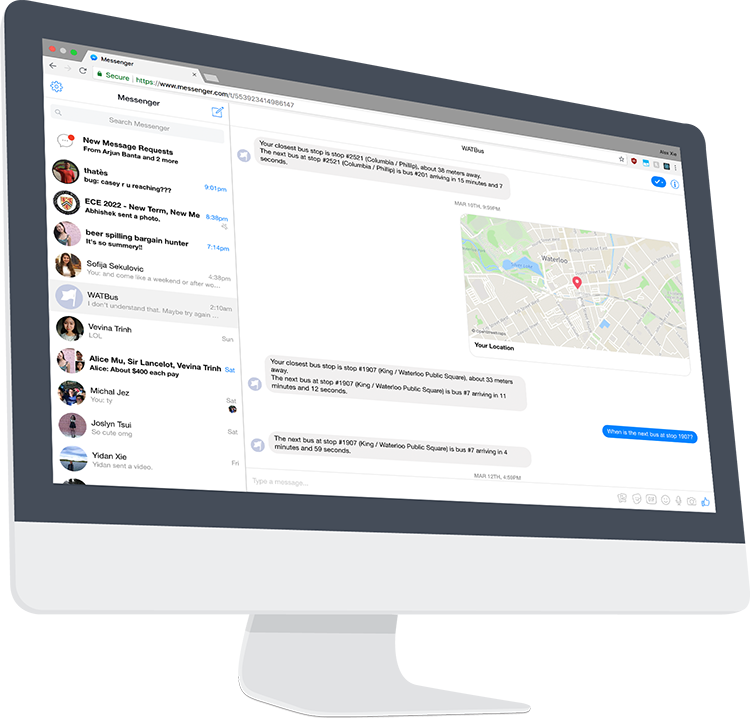 Messenger
Secure | https://www.messenger.com/t/553923414986147
Alex Xie
Messenger
Search Messenger
New Message Requests
From Arjun Banta and 2 more
thatès
bug: casey r u reaching???
9:01pm
ECE 2022 - New Term, New Me
Abhishek sent a photo.
8:38pm
beer spilling bargain hunter
It's so summery!!
7:14pm
Sofija Sekulovic
You: and come like a weekend or after wo...
4:38pm
WATBus
I don't understand that. Maybe try again ...
2:10am
Vevina Trinh
LOL
Sun
Alice Mu, Sir Lancelot, Vevina Trinh
Alice: About $400 each pay
Sat
Michal Jez
You: ty
Sat
Joslyn Tsui
So cute omg
Sat
Yidan Xie
Yidan sent a video.
Fri
WATBus
Your closest bus stop is stop #2521 (Columbia / Phillip), about 38 meters away.
The next bus at stop #2521 (Columbia / Phillip) is bus #201 arriving in 15 minutes and 7
seconds.
MAR 10TH, 9:59PM
Waterloo
© OpenStreetMaps
Your Location
Your closest bus stop is stop #1907 (King / Waterloo Public Square), about 33 meters
away.
The next bus at stop #1907 (King / Waterloo Public Square) is bus #7 arriving in 11
minutes and 12 seconds.
When is the next bus at stop 1907?
The next bus at stop #1907 (King / Waterloo Public Square) is bus #7 arriving in 4
minutes and 59 seconds.
MAR 12TH, 4:59PM
Type a message...